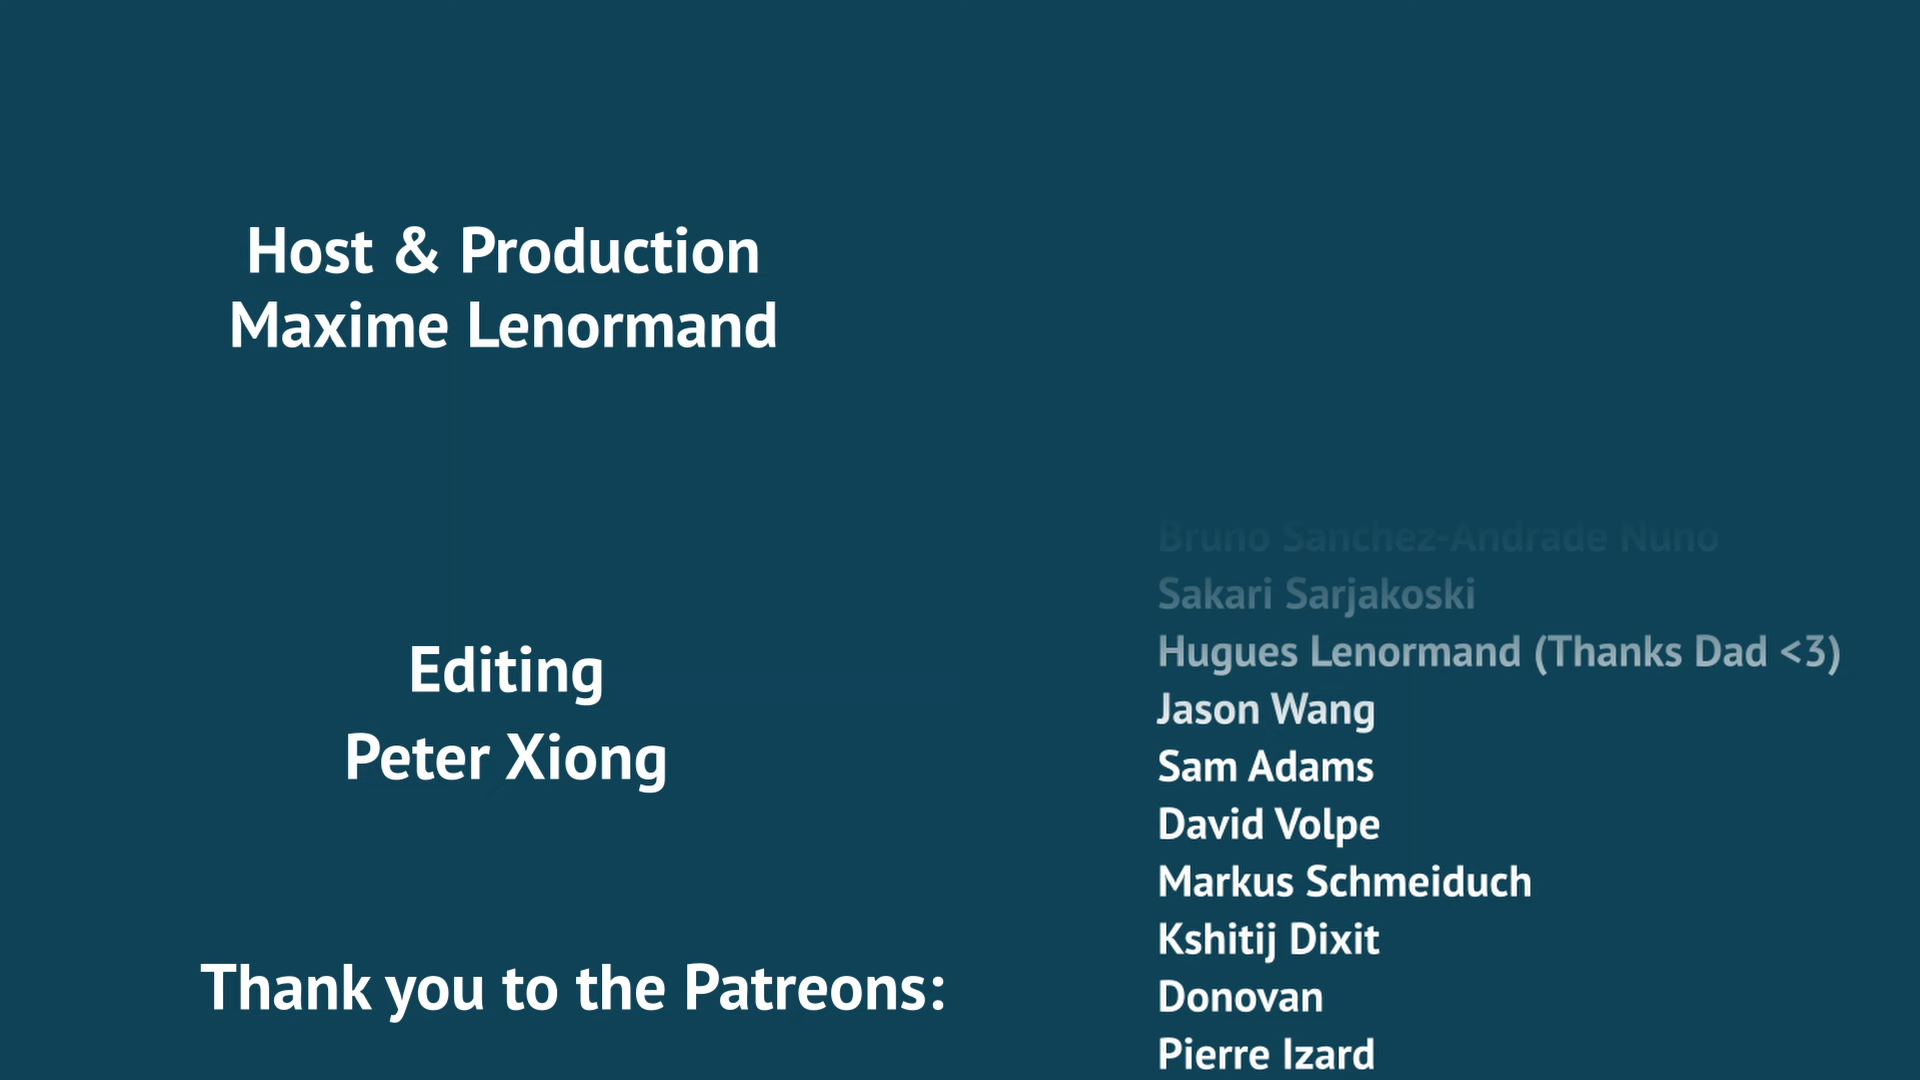 Host & Production
Maxime Lenormand
Editing
Peter Xiong
Thank you to the Patreons:
Bruno Sanchez-Andrade Nuno
Sakari Sarjakoski
Hugues Lenormand (Thanks Dad <3)
Jason Wang
Sam Adams
David Volpe
Markus Schmeiduch
Kshitij Dixit
Donovan
Pierre Izard